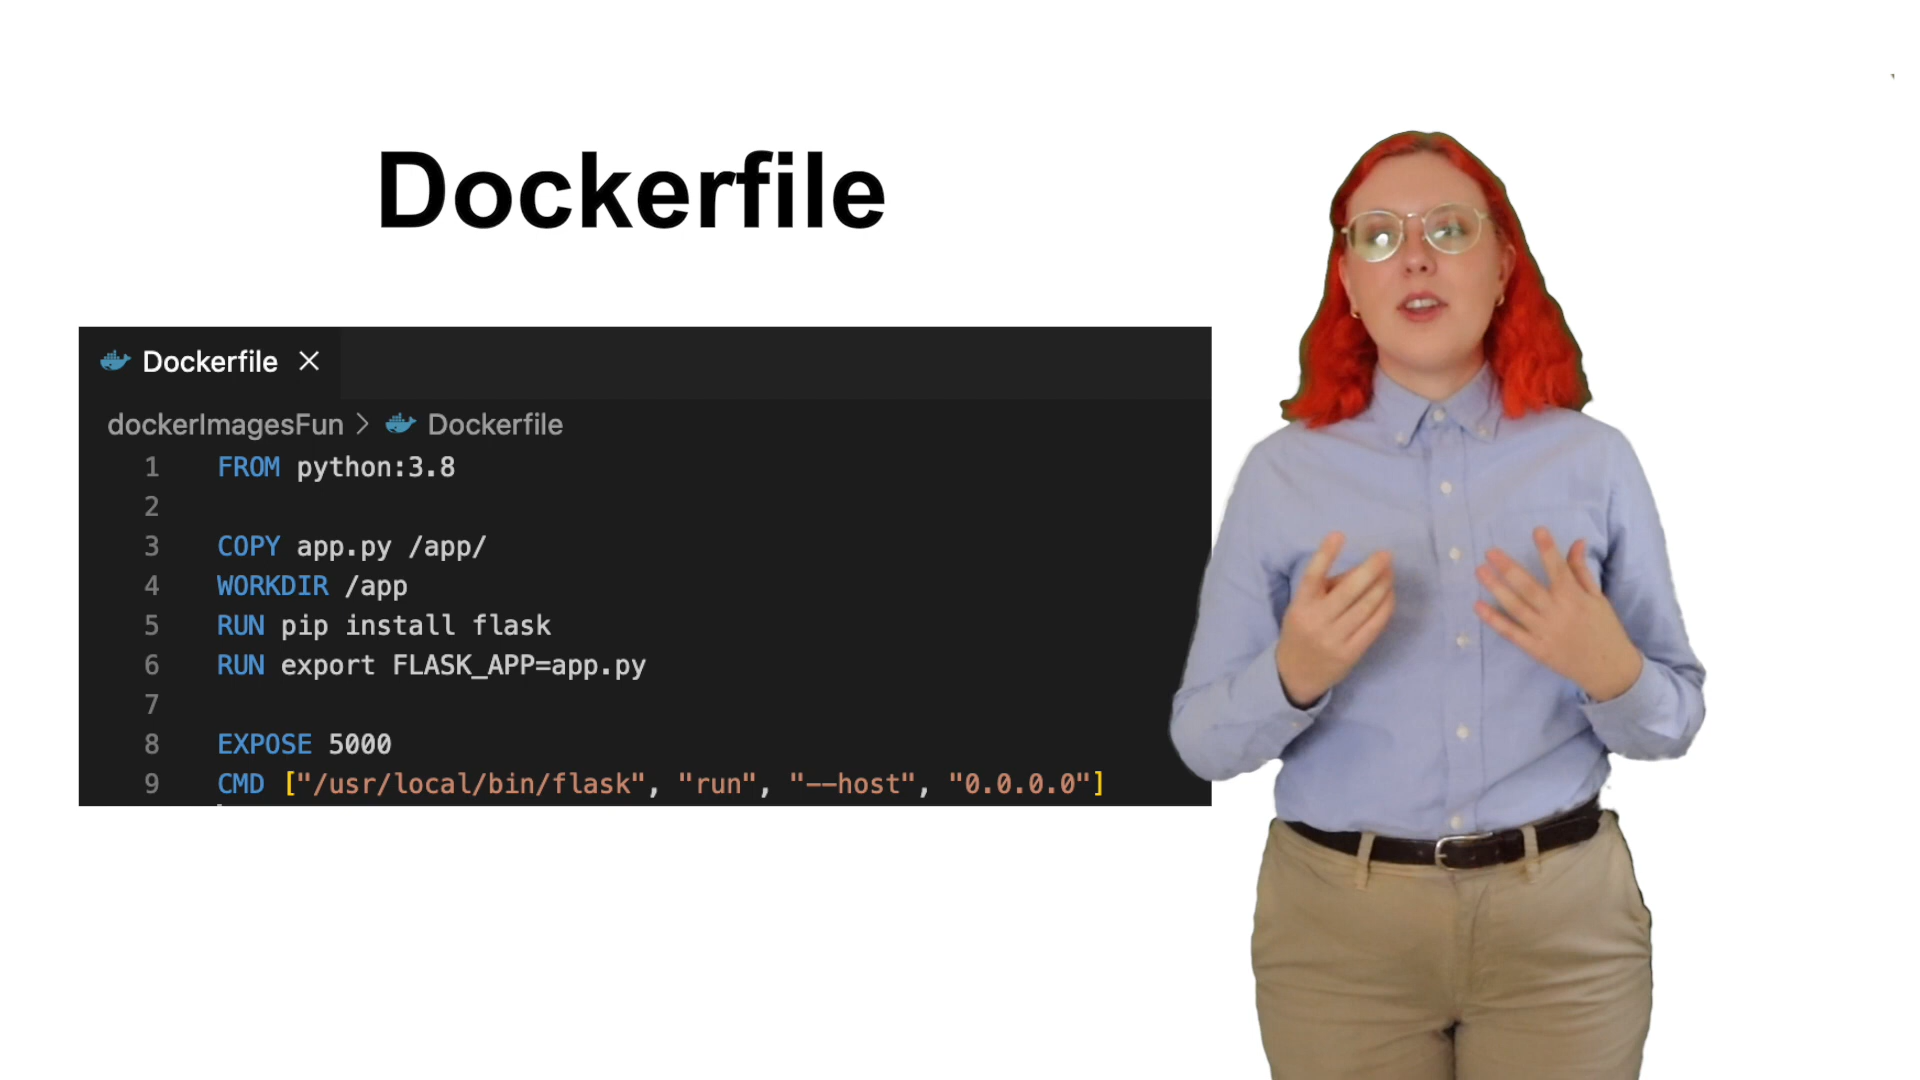 Dockerfile
Dockerfile ×
dockerImagesFun > Dockerfile
1 FROM python:3.8
2
3 COPY app.py /app/
4 WORKDIR /app
5 RUN pip install flask
6 RUN export FLASK_APP=app.py
7
8 EXPOSE 5000
9 CMD ["/usr/local/bin/flask", "run", "--host", "0.0.0.0"]